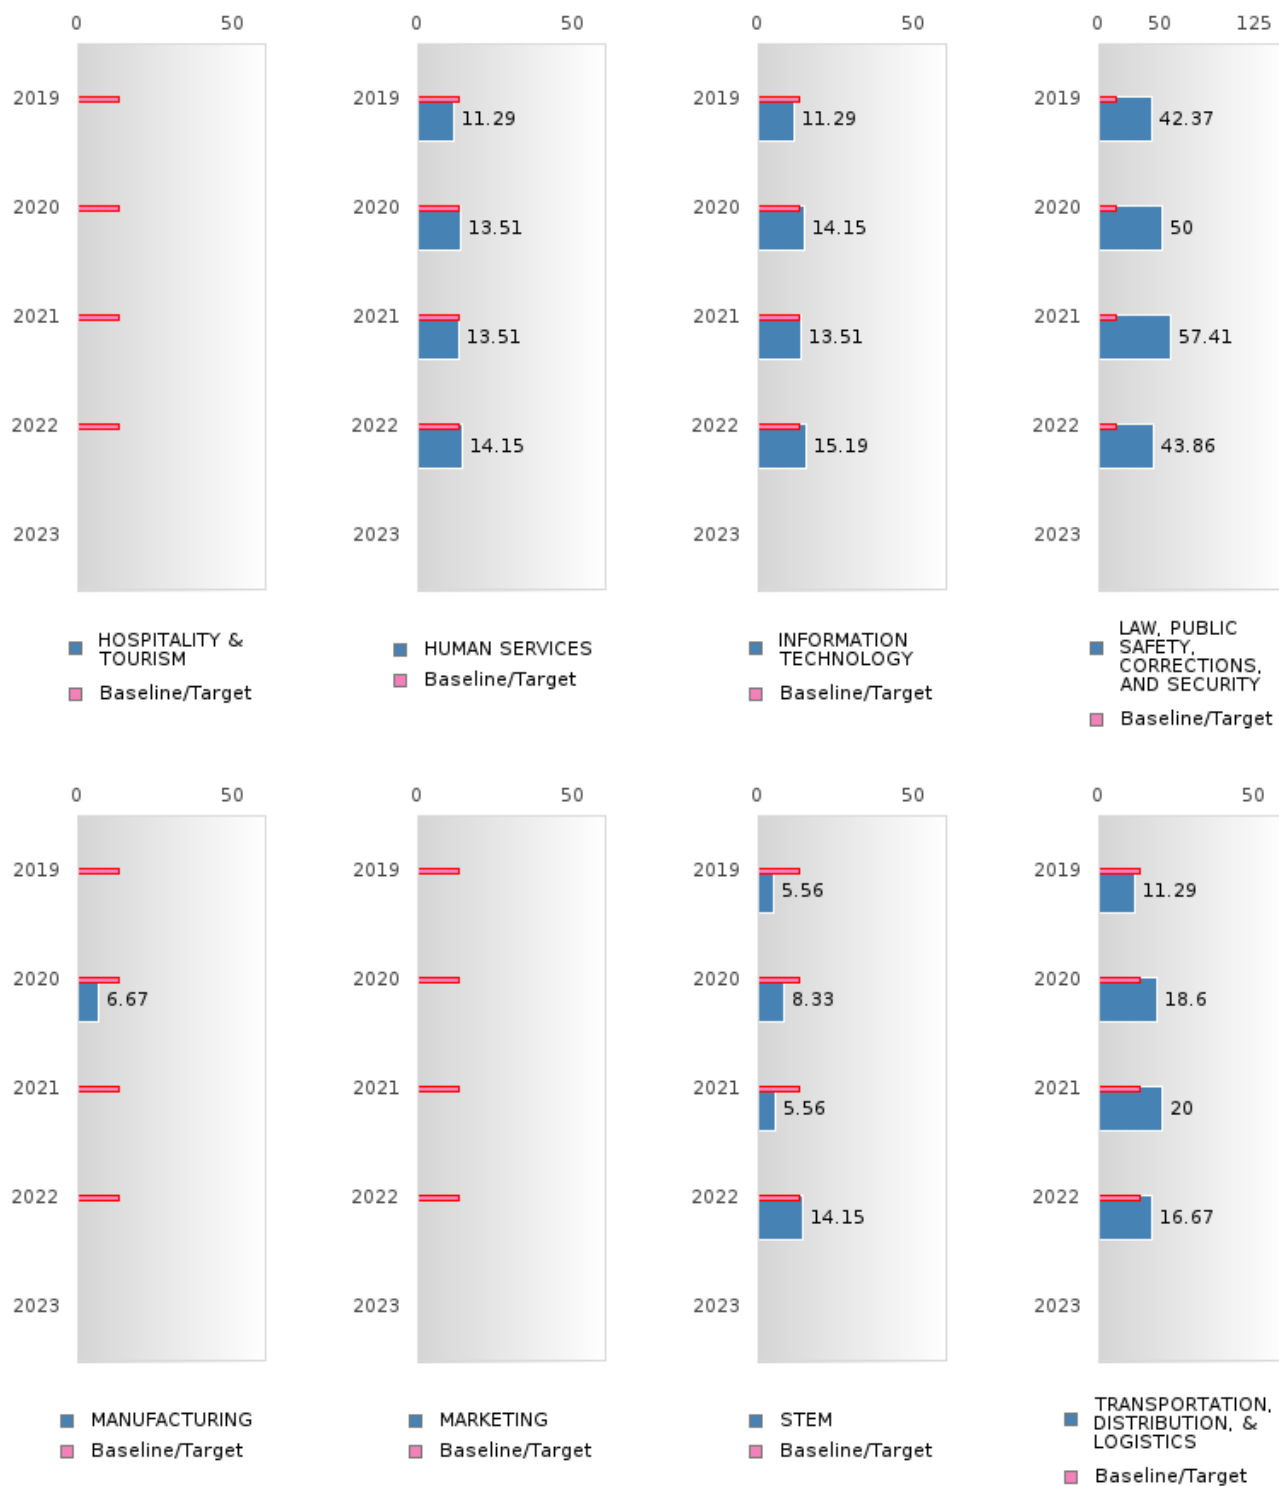 0 50
0 50
0 50
0 50 125
2019
2020
2021
2022
2023
2019 11.29
2020 13.51
2021 13.51
2022 14.15
2023
2019 11.29
2020 14.15
2021 13.51
2022 15.19
2023
2019 42.37
2020 50
2021 57.41
2022 43.86
2023
HOSPITALITY &
TOURISM
Baseline/Target
HUMAN SERVICES
Baseline/Target
INFORMATION
TECHNOLOGY
Baseline/Target
LAW, PUBLIC
SAFETY,
CORRECTIONS,
AND SECURITY
Baseline/Target
0 50
0 50
0 50
0 50
2019
2020 6.67
2021
2022
2023
2019
2020
2021
2022
2023
2019 5.56
2020 8.33
2021 5.56
2022 14.15
2023
2019 11.29
2020 18.6
2021 20
2022 16.67
2023
MANUFACTURING
Baseline/Target
MARKETING
Baseline/Target
STEM
Baseline/Target
TRANSPORTATION,
DISTRIBUTION, &
LOGISTICS
Baseline/Target